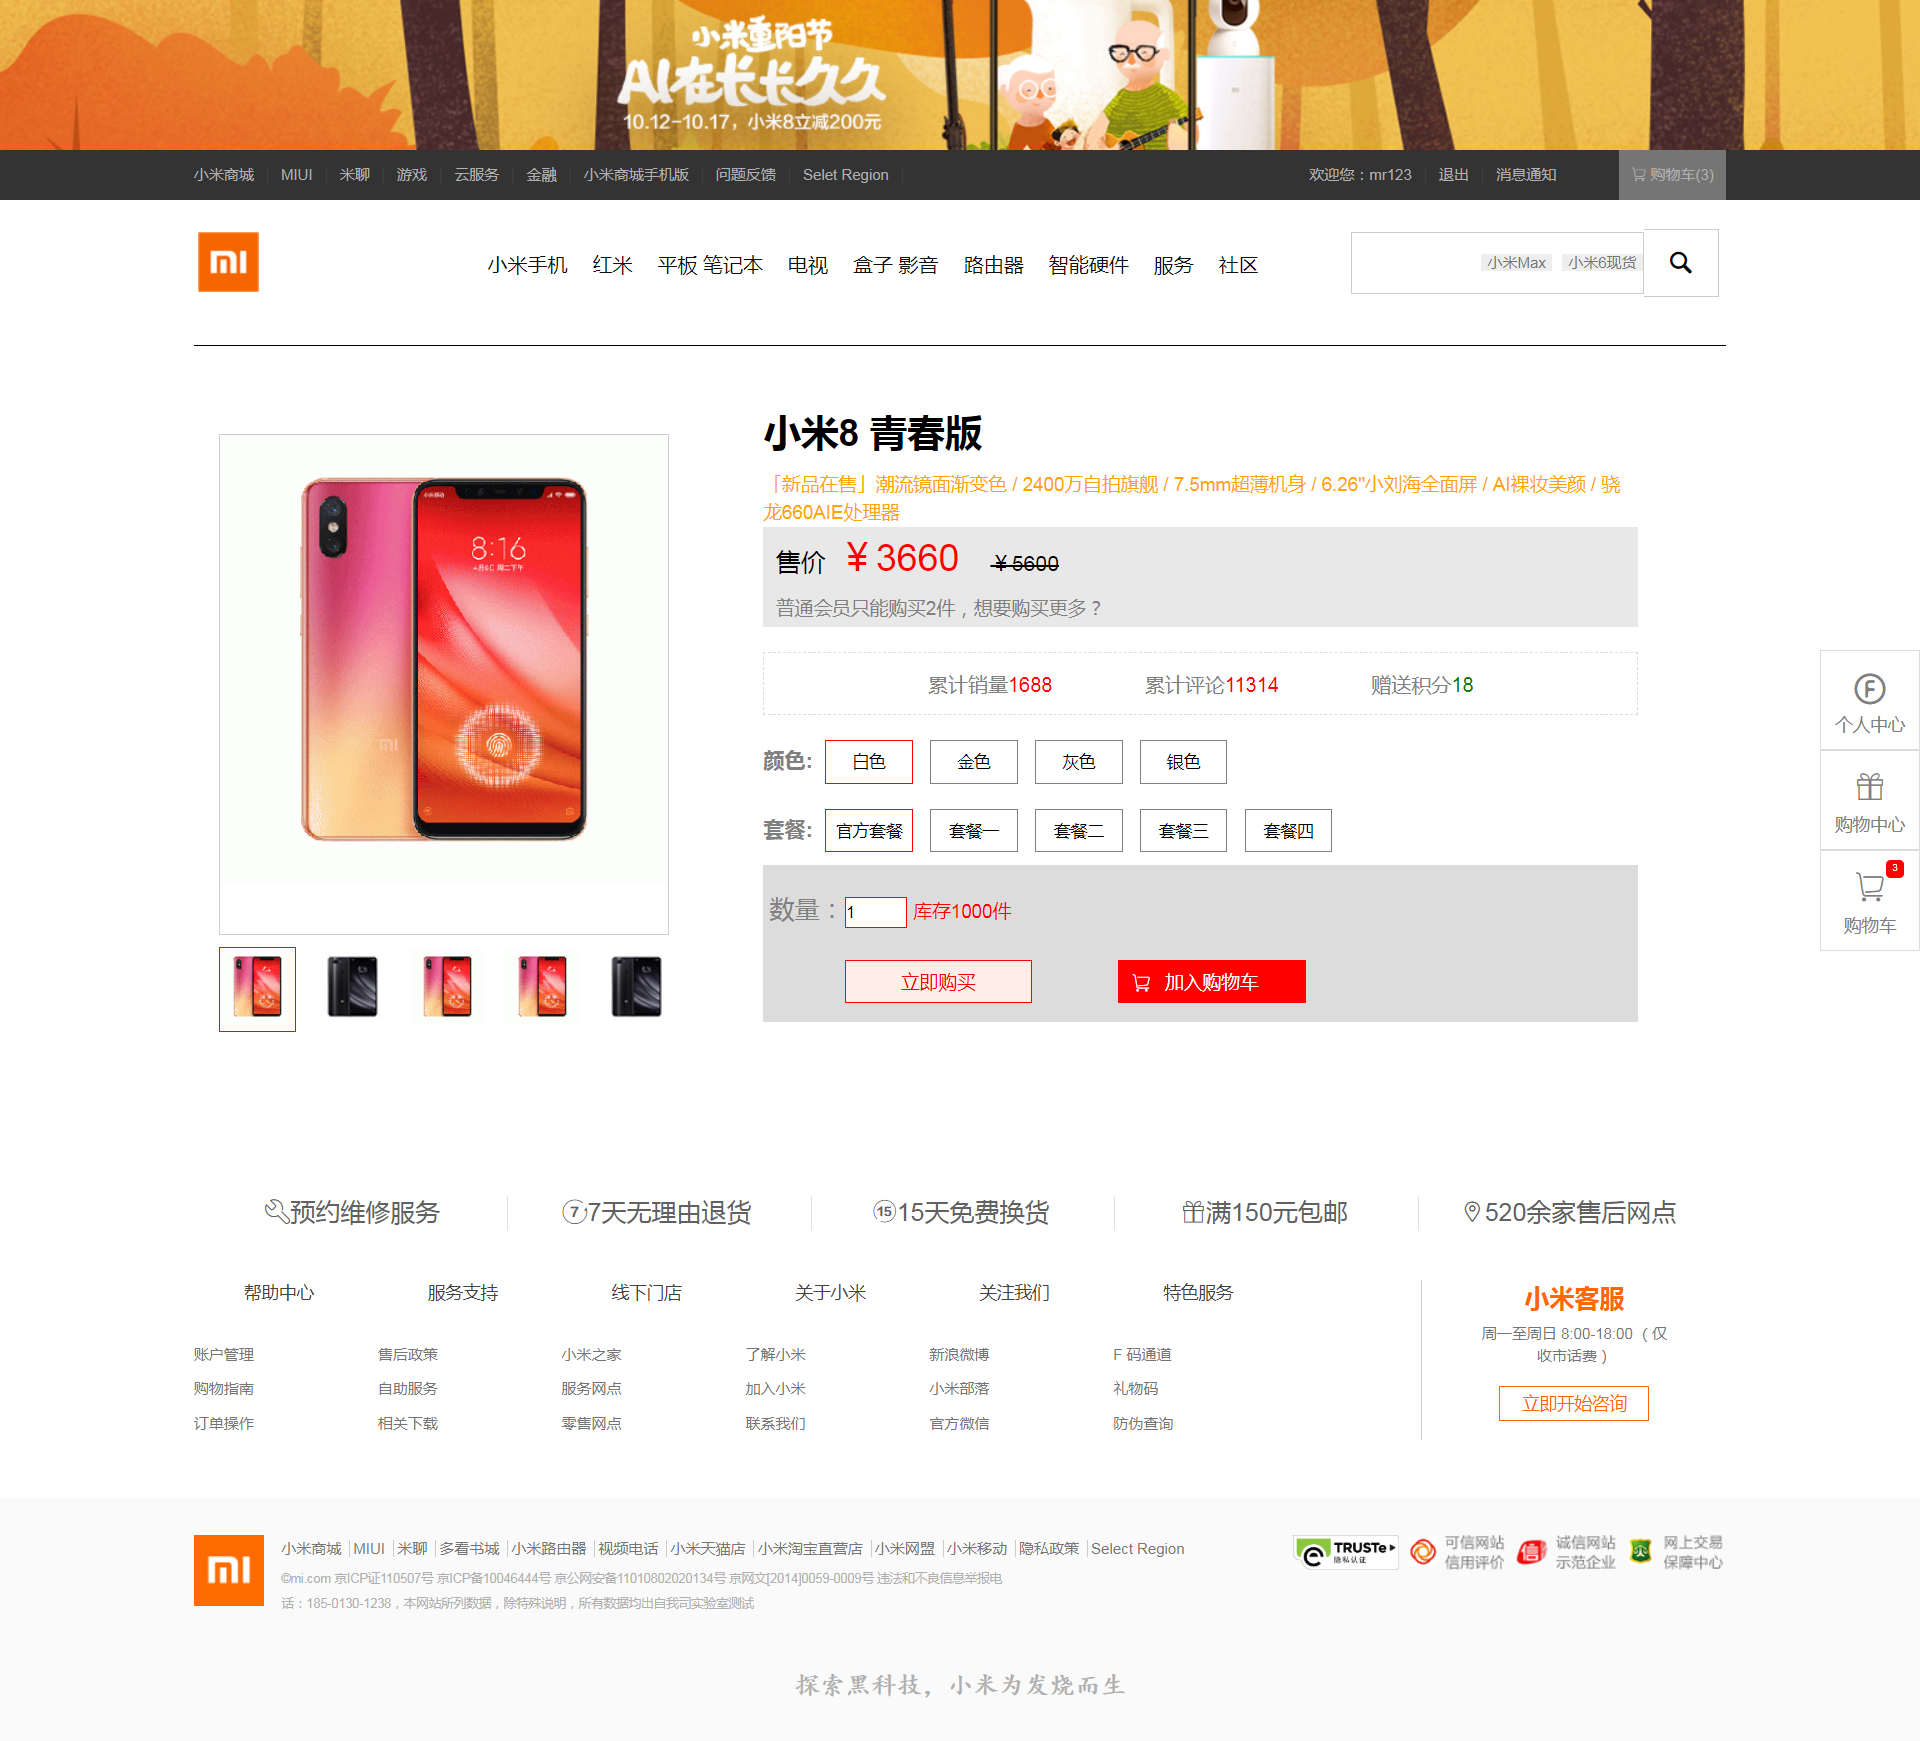 小米重阳节
AI在长长久久
10.12-10.17，小米8立减200元
小米商城 MIUI 米聊 游戏 云服务 金融 小米商城手机版 问题反馈 Selet Region 欢迎您：mr123 退出 消息通知 购物车(3)
小米手机 红米 平板 笔记本 电视 盒子 影音 路由器 智能硬件 服务 社区 小米Max 小米6现货
小米8 青春版
「新品在售」潮流镜面渐变色 / 2400万自拍旗舰 / 7.5mm超薄机身 / 6.26"小刘海全面屏 / AI裸妆美颜 / 骁
龙660AIE处理器
售价 ￥3660 ￥5600
普通会员只能购买2件，想要购买更多？
累计销量1688 累计评论11314 赠送积分18
颜色: 白色 金色 灰色 银色
套餐: 官方套餐 套餐一 套餐二 套餐三 套餐四
数量： 1 库存1000件
立即购买 加入购物车
8:16
个人中心
购物中心
3
购物车
预约维修服务 7天无理由退货 15天免费换货 满150元包邮 520余家售后网点
帮助中心 服务支持 线下门店 关于小米 关注我们 特色服务
账户管理 售后政策 小米之家 了解小米 新浪微博 F 码通道
购物指南 自助服务 服务网点 加入小米 小米部落 礼物码
订单操作 相关下载 零售网点 联系我们 官方微信 防伪查询
小米客服
周一至周日 8:00-18:00（仅
收市话费）
立即开始咨询
小米商城 MIUI 米聊 多看书城 小米路由器 视频电话 小米天猫店 小米淘宝直营店 小米网盟 小米移动 隐私政策 Select Region
©mi.com 京ICP证110507号 京ICP备10046444号 京公网安备11010802020134号 京网文[2014]0059-0009号 违法和不良信息举报电
话：185-0130-1238，本网站所列数据，除特殊说明，所有数据均出自我司实验室测试
TRUSTe
隐私认证
可信网站
信用评价
诚信网站
示范企业
网上交易
保障中心
探索黑科技，小米为发烧而生